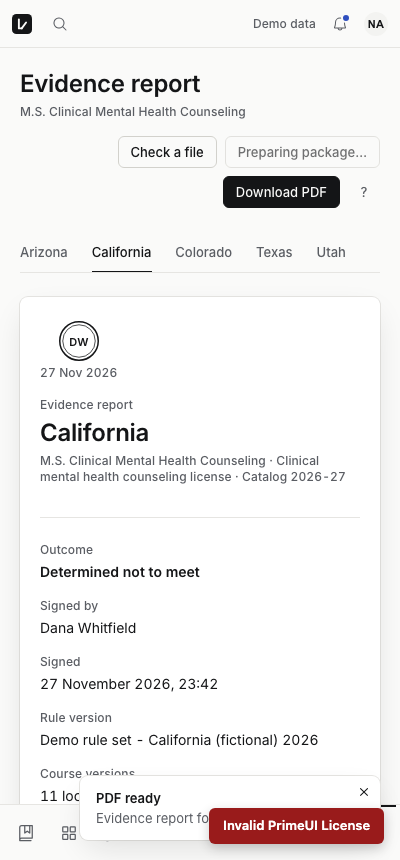 Demo data
NA
Evidence report
M.S. Clinical Mental Health Counseling
Check a file
Preparing package...
Download PDF
?
Arizona
California
Colorado
Texas
Utah
DW
27 Nov 2026
Evidence report
California
M.S. Clinical Mental Health Counseling · Clinical
mental health counseling license · Catalog 2026-27
Outcome
Determined not to meet
Signed by
Dana Whitfield
Signed
27 November 2026, 23:42
Rule version
Demo rule set - California (fictional) 2026
Course versions
11
PDF ready
Evidence report
Invalid PrimeUI License